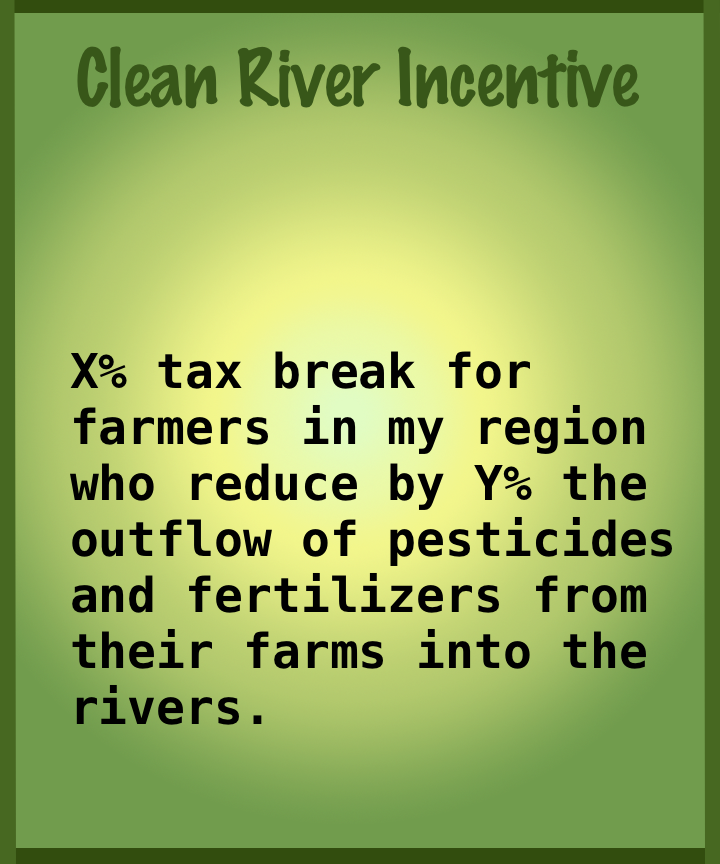 Clean River Incentive
X% tax break for
farmers in my region
who reduce by Y% the
outflow of pesticides
and fertilizers from
their farms into the
rivers.